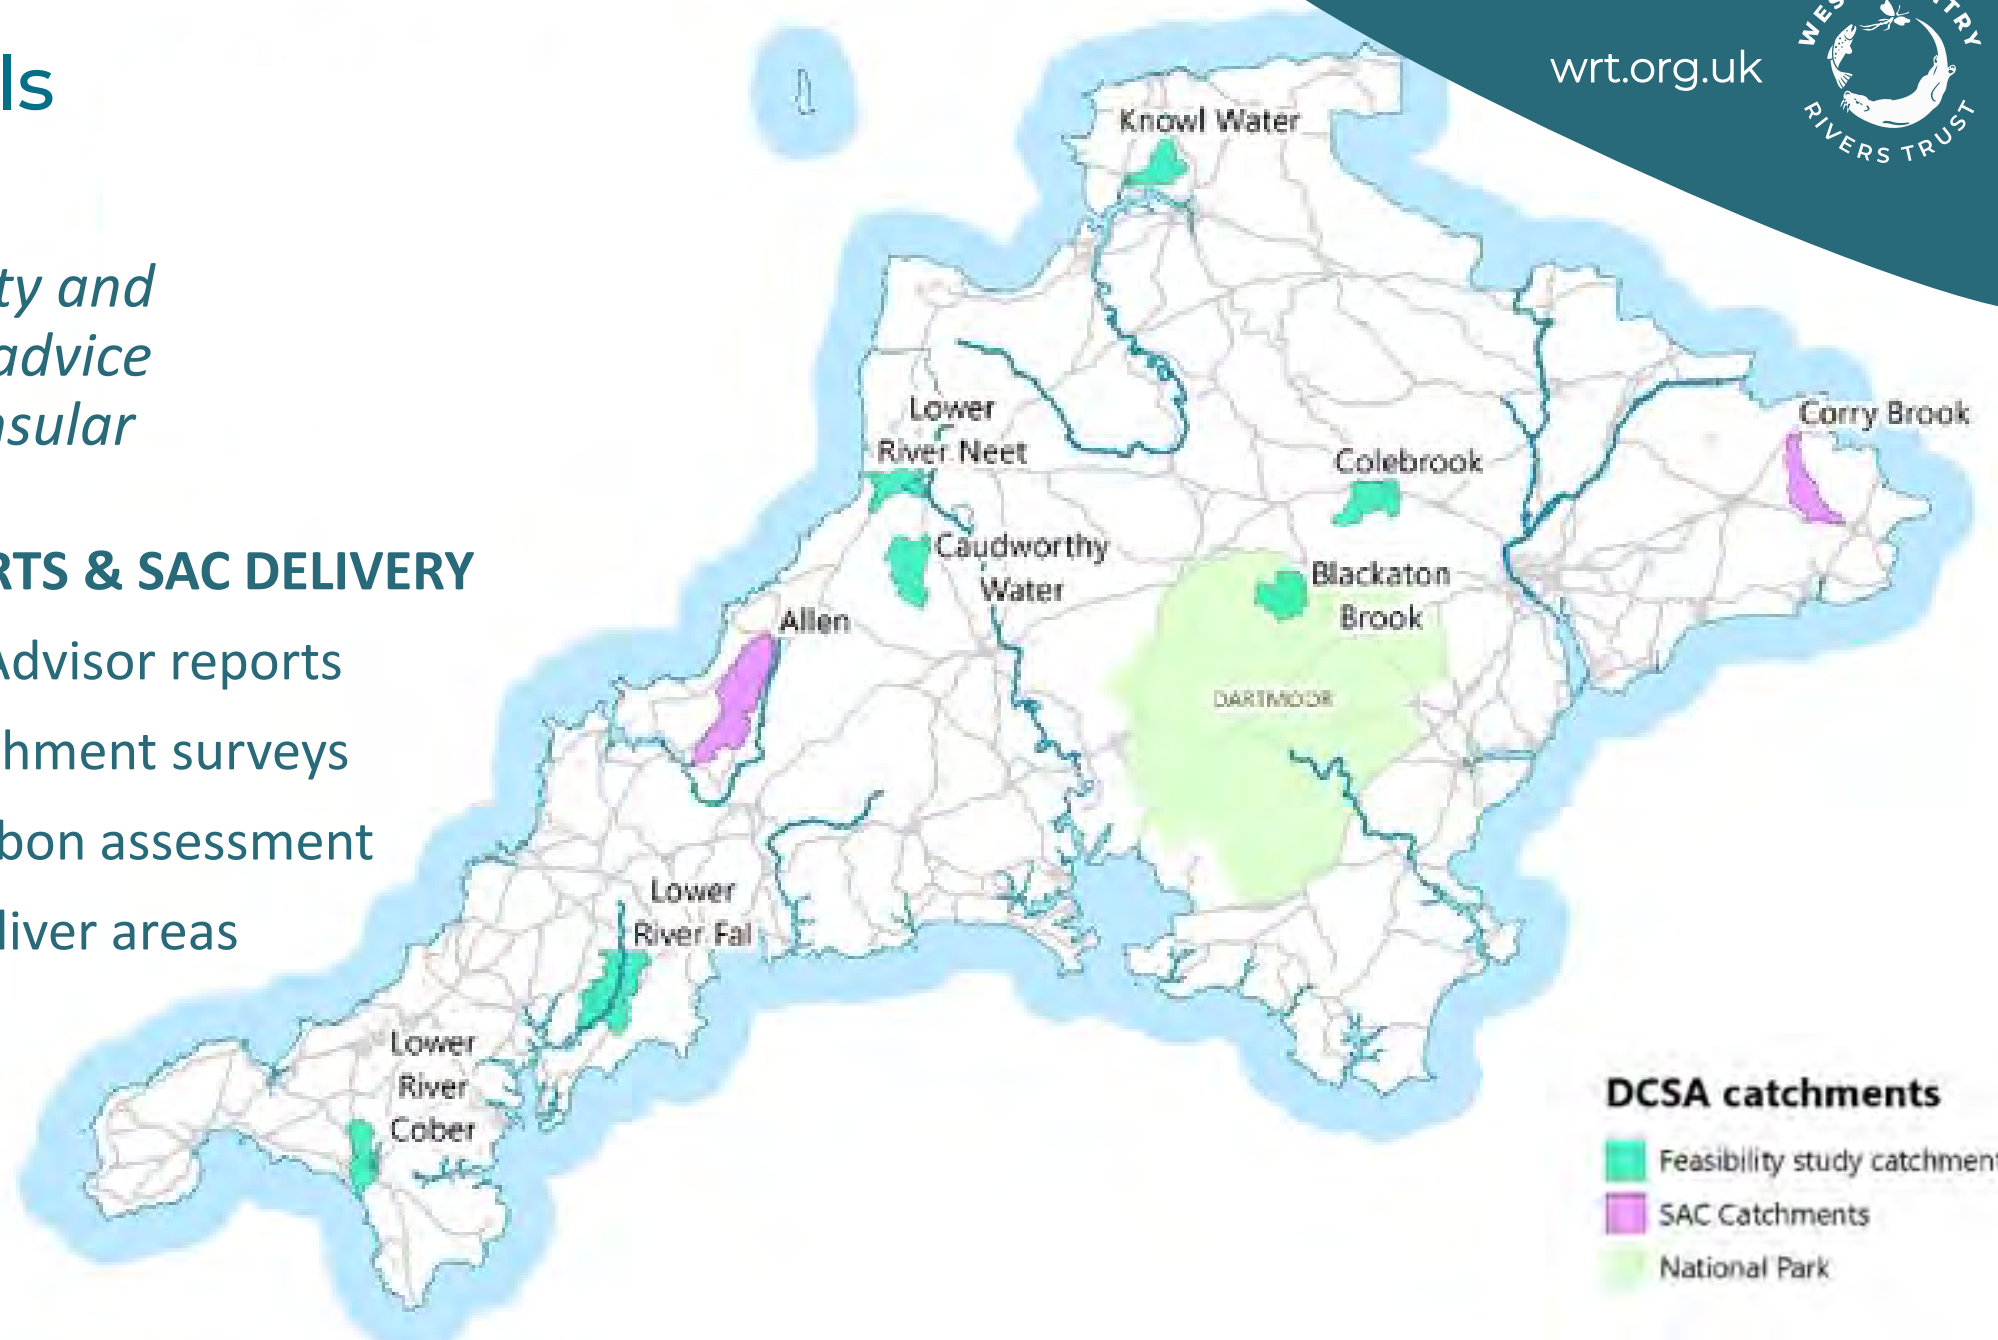 ls
wrt.org.uk
RIVERS TRUST
ty and
advice
nsular
RTS & SAC DELIVERY
Advisor reports
hment surveys
bon assessment
liver areas
Knowl Water
Lower
River Neet
Corry Brook
Colebrook
Caudworthy
Water
Blackaton
Brook
Allen
DARTMOOR
Lower
River Fal
Lower
River
Cober
DCSA catchments
Feasibility study catchment
SAC Catchments
National Park